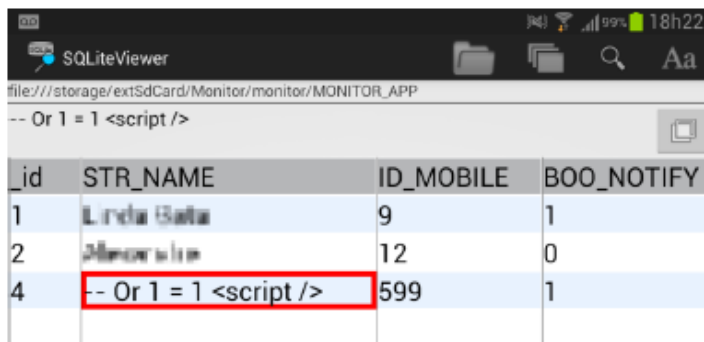 99% 18h22
SQLiteViewer
Aa
file:///storage/extSdCard/Monitor/monitor/MONITOR_APP
-- Or 1 = 1 <script />
_id STR_NAME ID_MOBILE BOO_NOTIFY
1 9 1
2 12 0
4 -- Or 1 = 1 <script /> 599 1